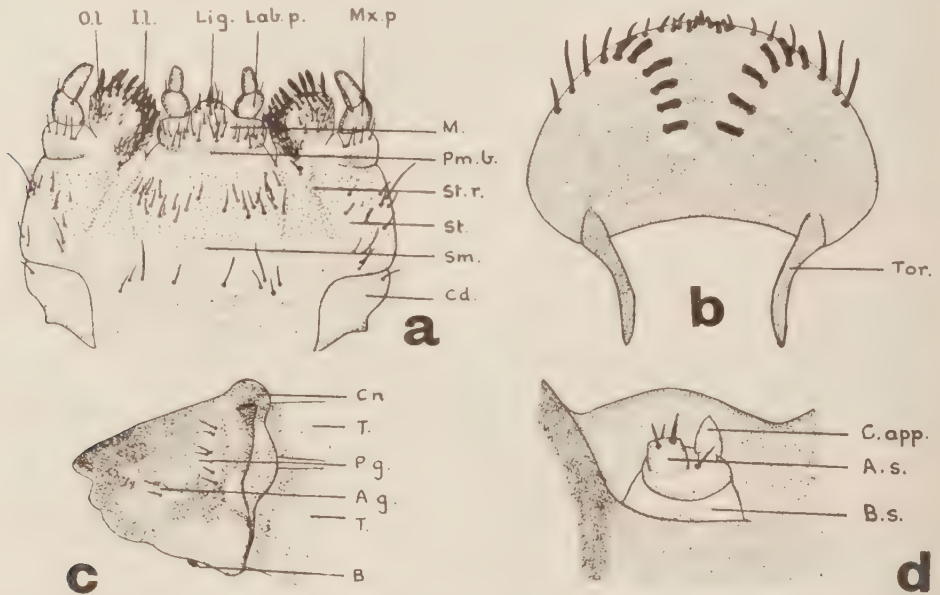 O.l. I.l. Lig. Lab.p. Mx.p
M.
Pm.b.
St.r.
St.
Sm.
Cd.
a
Tor.
b
Cn
T.
Pg.
Ag
T.
B
c
C.app.
A.s.
B.s.
d